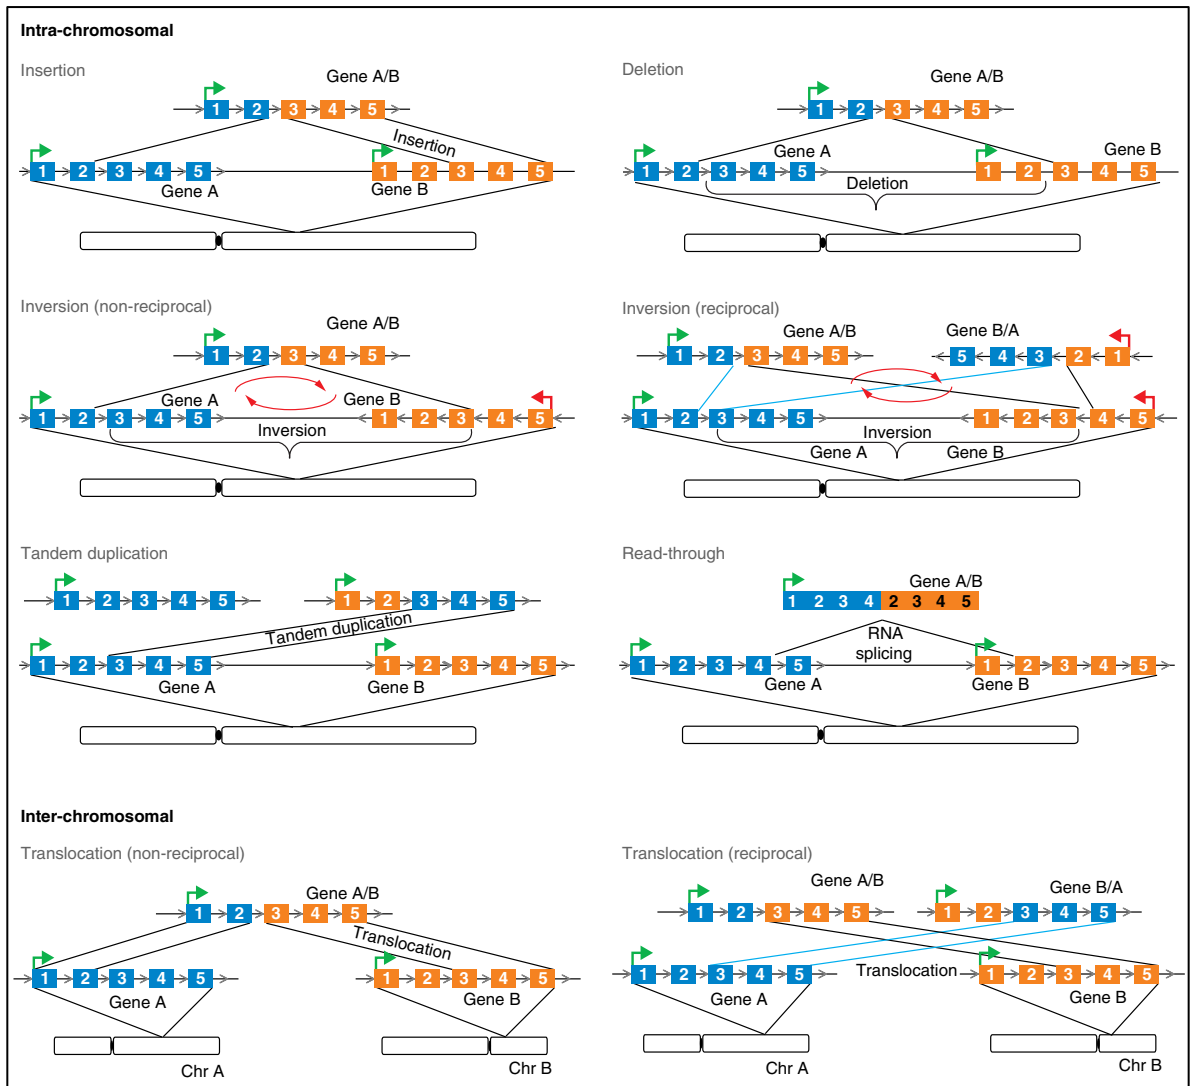 Intra-chromosomal
Insertion
Gene A/B
1 2 3 4 5
Insertion
1 2 3 4 5
1 2 3 4 5
Gene A
Gene B
Deletion
Gene A/B
1 2 3 4 5
Gene A
Gene B
1 2 3 4 5
1 2 3 4 5
Deletion
Inversion (non-reciprocal)
Gene A/B
1 2 3 4 5
Gene A
Gene B
1 2 3 4 5
1 2 3 4 5
Inversion
Inversion (reciprocal)
Gene A/B
Gene B/A
1 2 3 4 5
5 4 3 2 1
1 2 3 4 5
1 2 3 4 5
Inversion
Gene A
Gene B
Tandem duplication
1 2 3 4 5
1 2 3 4 5
Tandem duplication
1 2 3 4 5
1 2 3 4 5
Gene A
Gene B
Read-through
Gene A/B
1 2 3 4 2 3 4 5
RNA
splicing
1 2 3 4 5
1 2 3 4 5
Gene A
Gene B
Inter-chromosomal
Translocation (non-reciprocal)
Gene A/B
1 2 3 4 5
Translocation
1 2 3 4 5
1 2 3 4 5
Gene A
Gene B
Chr A
Chr B
Translocation (reciprocal)
Gene A/B
Gene B/A
1 2 3 4 5
1 2 3 4 5
1 2 3 4 5
Translocation
1 2 3 4 5
Gene A
Gene B
Chr A
Chr B